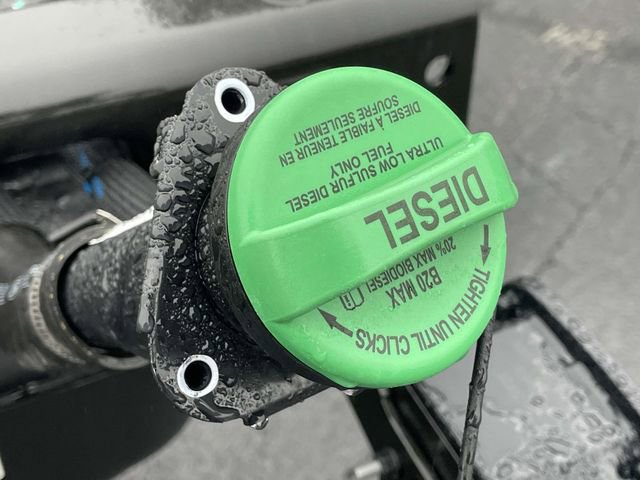 DIESEL À FAIBLE TENEUR EN
SOUFRE SEULEMENT
ULTRA LOW SULFUR DIESEL
FUEL ONLY
DIESEL
B20 MAX
20% MAX BIODIESEL
TIGHTEN UNTIL CLICKS